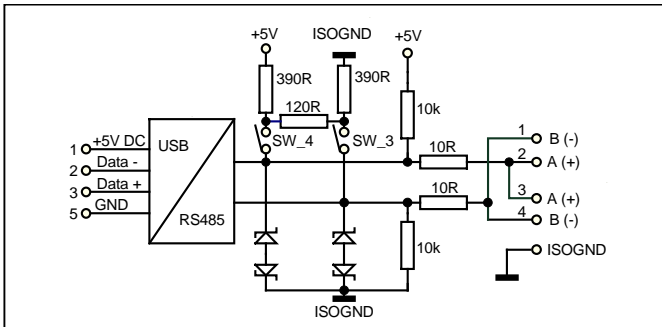 +5V ISOGND +5V
390R 390R
120R
10k
SW_4 SW_3
1 +5V DC
2 Data -
3 Data +
5 GND
USB
RS485
10R
10R
1 B (-)
2 A (+)
3 A (+)
4 B (-)
10k
ISOGND
ISOGND